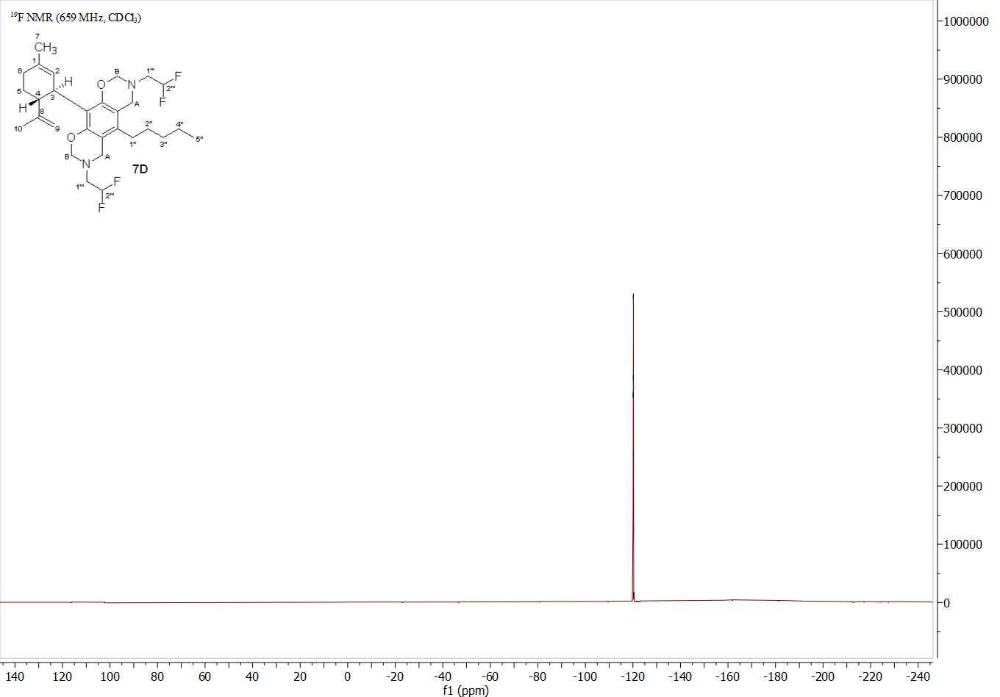 ¹⁹F NMR (659 MHz, CDCl₃)
7
CH₃
1
6
2
H
5
4
3
H
8
10
9
O
B
N
1'''
F
2'''
F
A
O
B
N
A
1''
2''
3''
4''
5''
7D
1'''
F
2'''
F
1000000
900000
800000
700000
600000
500000
400000
300000
200000
100000
0
140 120 100 80 60 40 20 0 -20 -40 -60 -80 -100 -120 -140 -160 -180 -200 -220 -240
f1 (ppm)